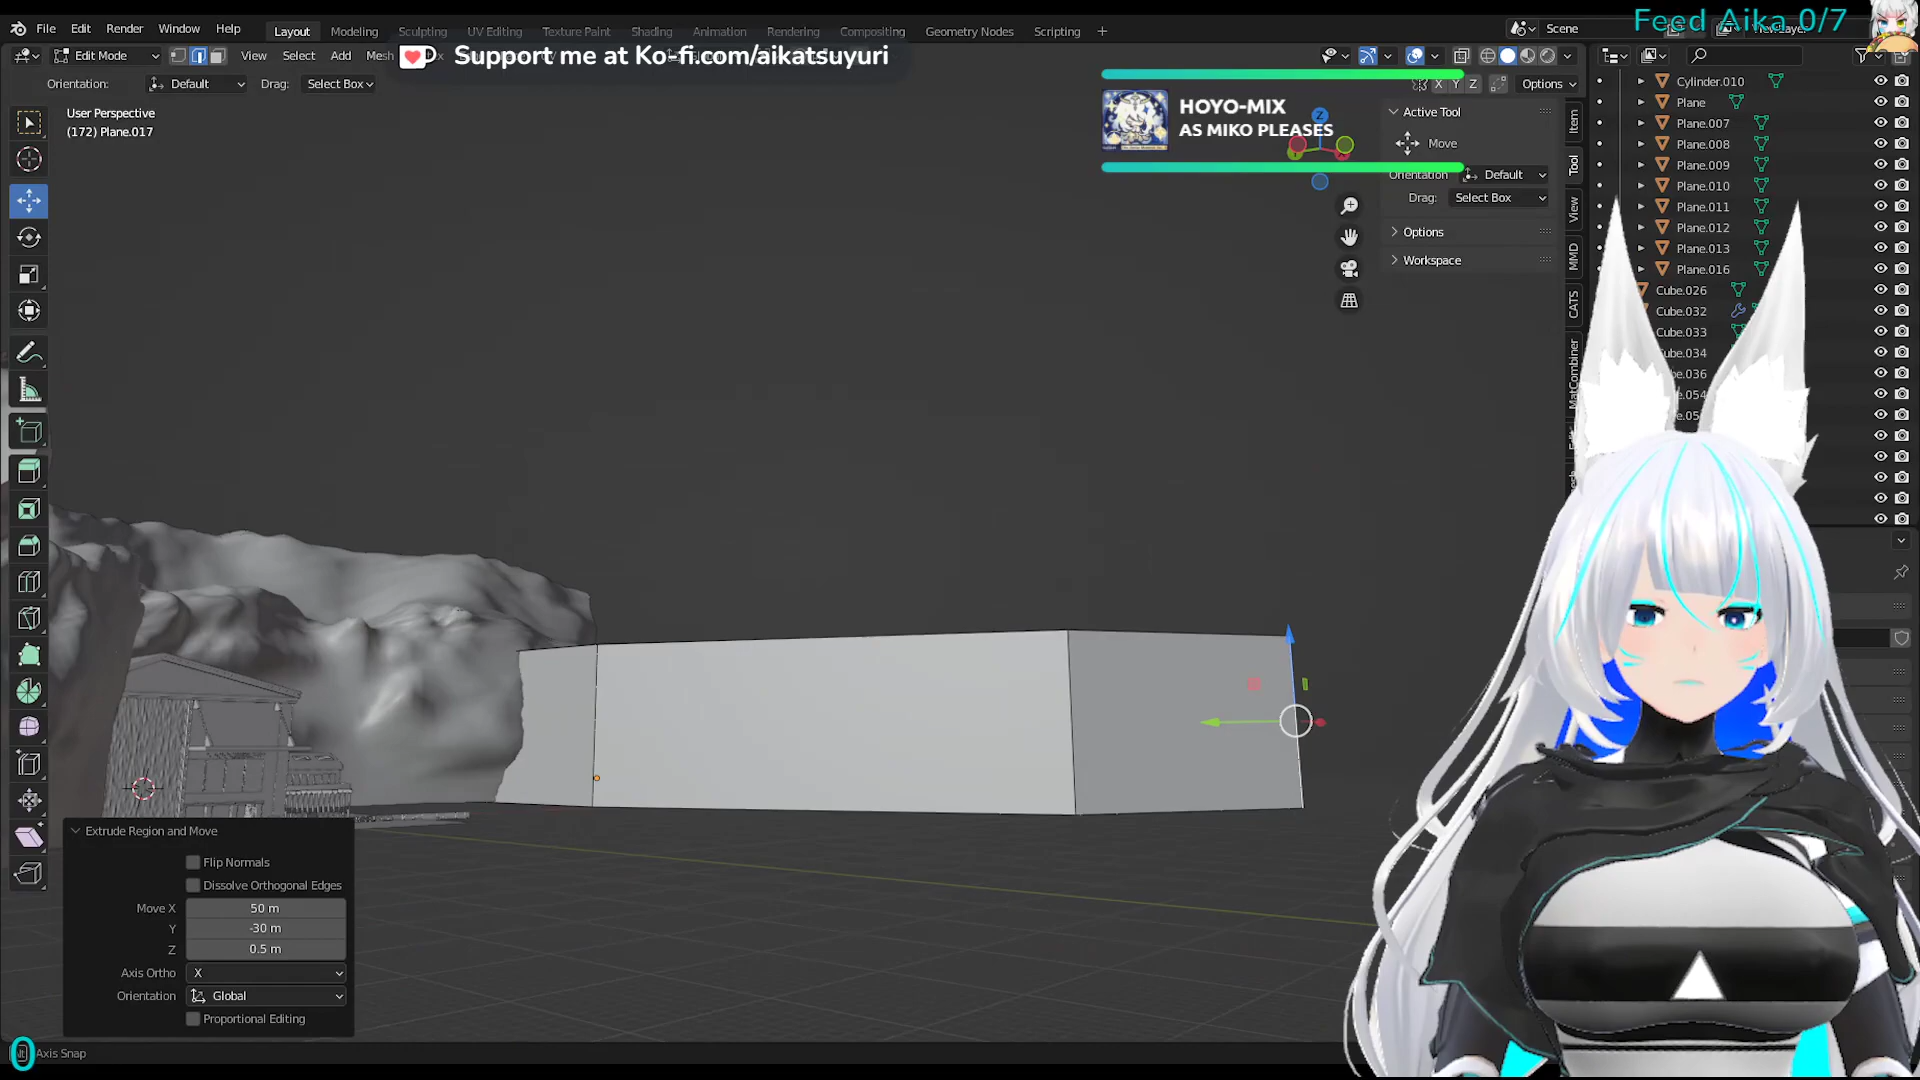 File Edit Render Window Help
Layout Modeling Sculpting UV Editing Texture Paint Shading Animation Rendering Compositing Geometry Nodes Scripting +
Scene
Feed Aika 0/7
Edit Mode
View Select Add Mesh
Support me at Ko-fi.com/aikatsuyuri
Orientation: Default Drag: Select Box
X Y Z Options
User Perspective
(172) Plane.017
HOYO-MIX
AS MIKO PLEASES
Z
Active Tool
Move
Orientation Default
Drag: Select Box
Options
Workspace
Item
Tool
View
MMD
CATS
MatCombiner
Cylinder.010
Plane
Plane.007
Plane.008
Plane.009
Plane.010
Plane.011
Plane.012
Plane.013
Plane.016
Cube.026
Cube.032
Cube.033
Extrude Region and Move
Flip Normals
Dissolve Orthogonal Edges
Move X 50 m
Y -30 m
Z 0.5 m
Axis Ortho X
Orientation Global
Proportional Editing
0
Axis Snap